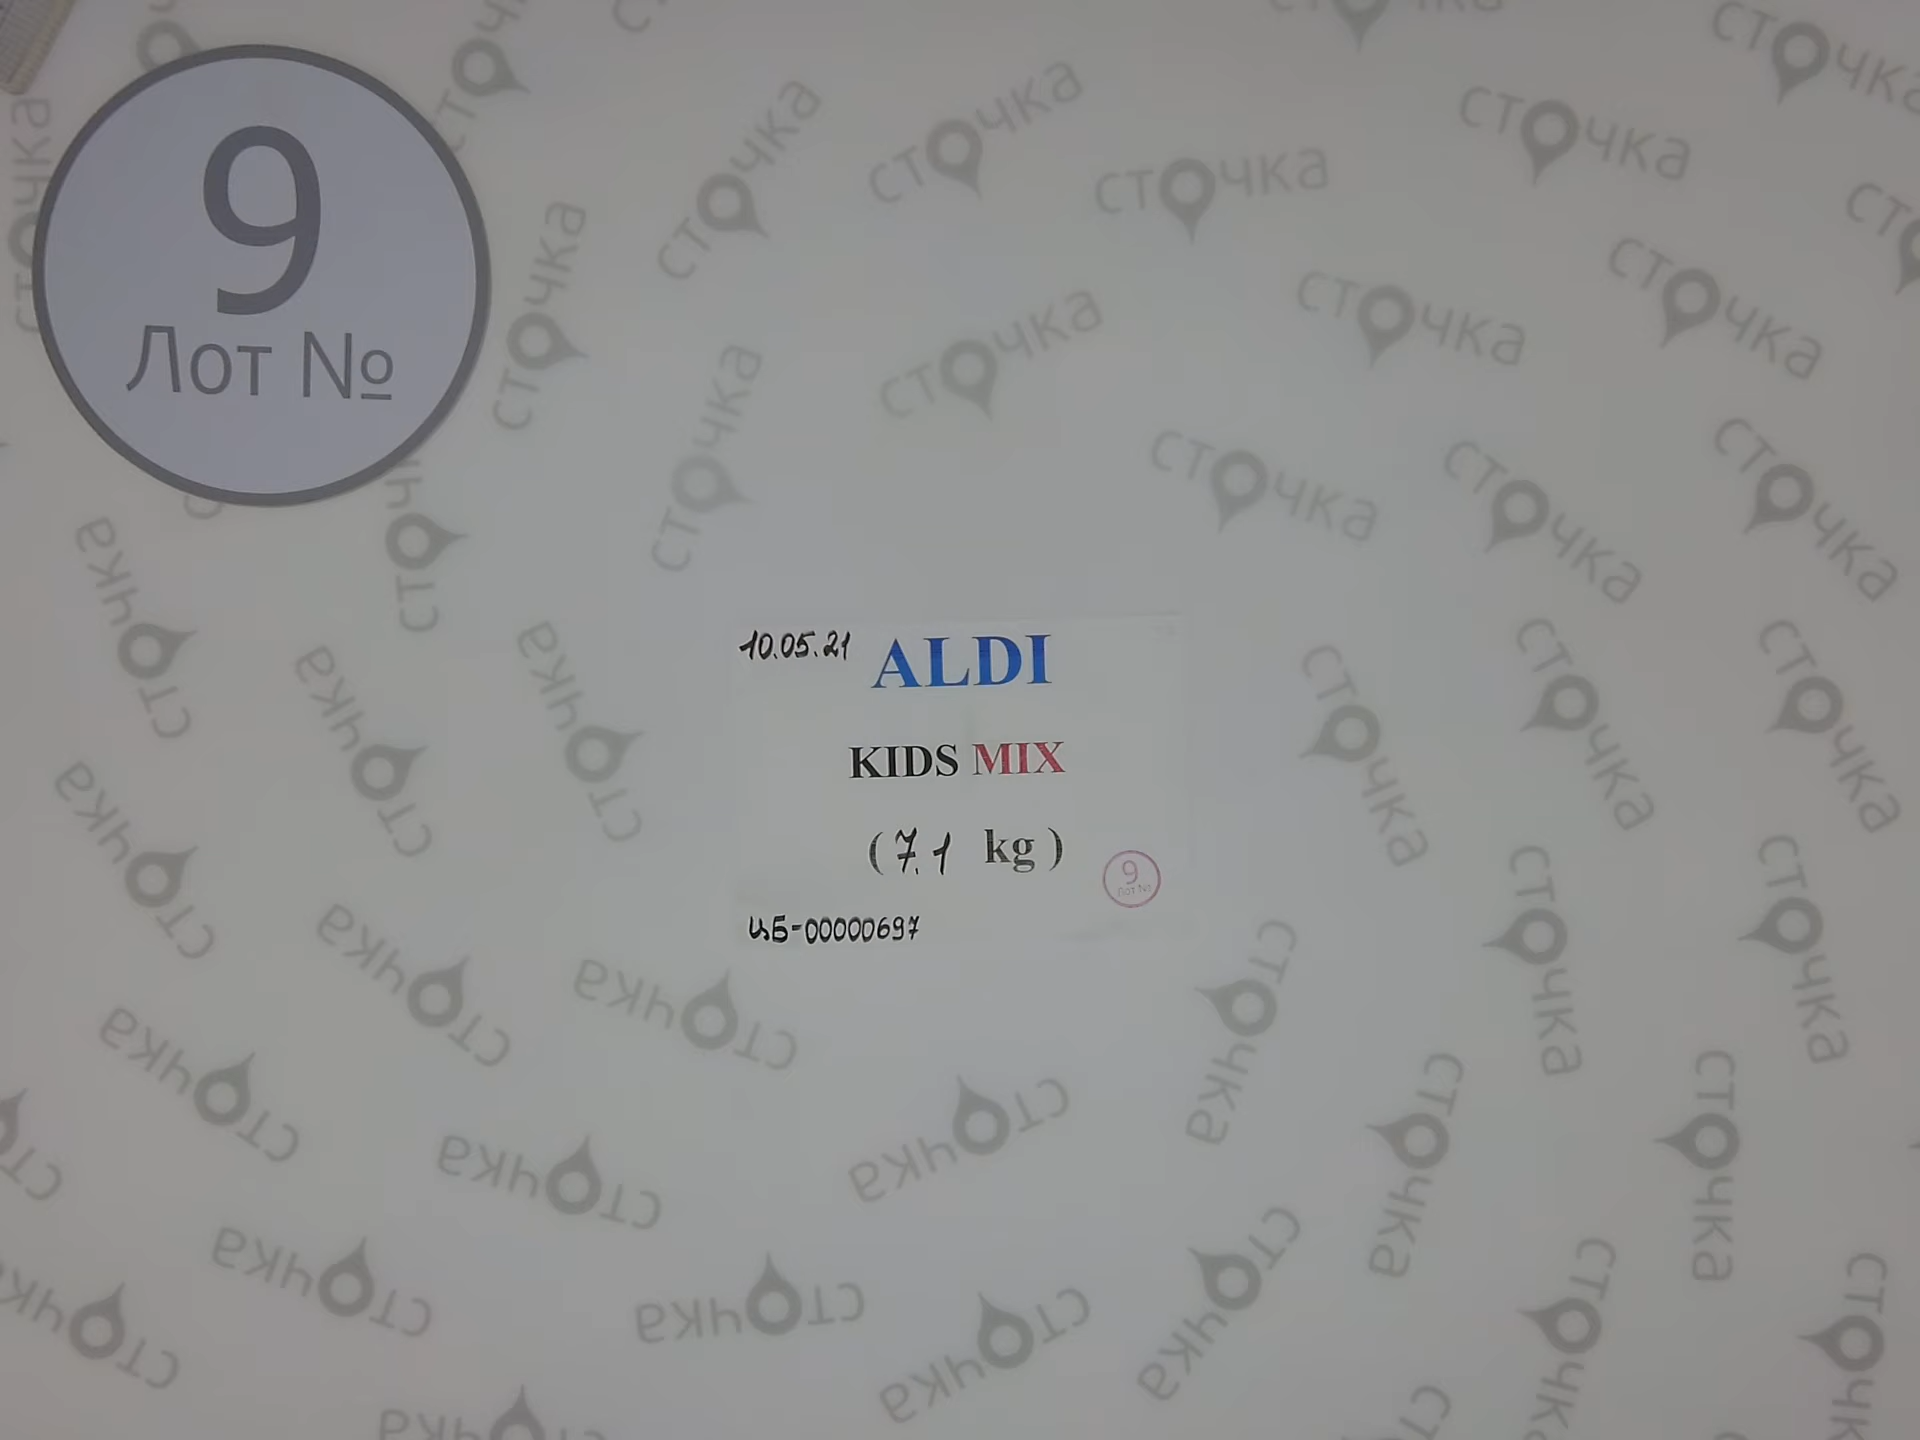 9
Лот №
10.05.21 ALDI
KIDS MIX
(7.1 kg)
9
Лот №
цБ-00000697
сточка